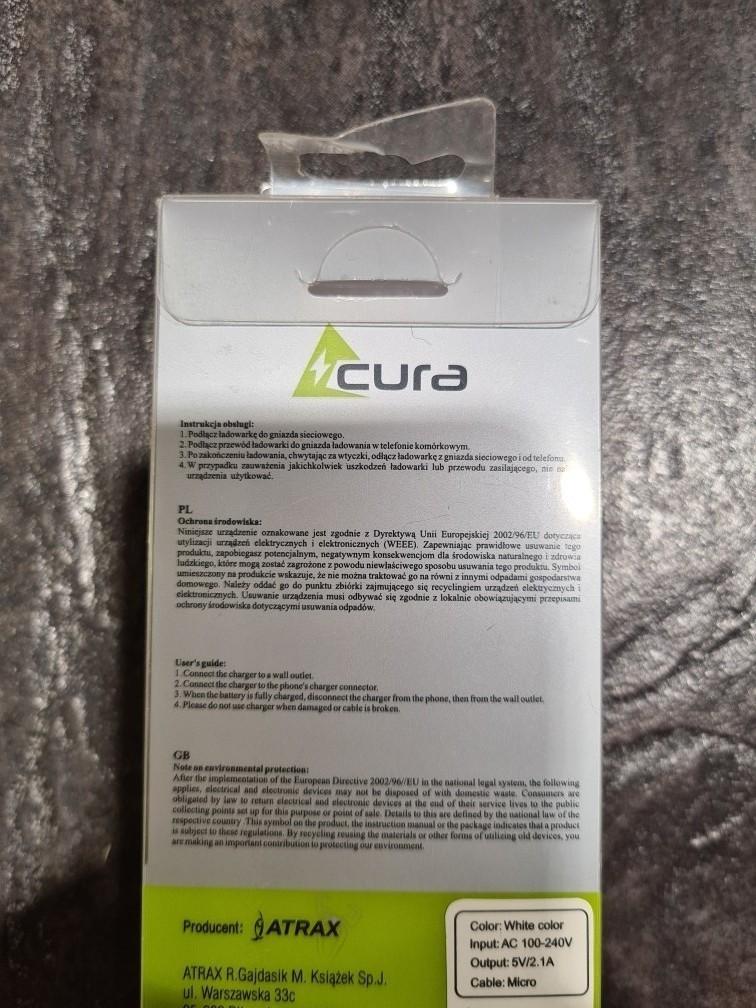 cura
Instrukcja obsługi:
1. Podłącz ładowarkę do gniazda sieciowego.
2. Podłącz przewód ładowarki do gniazda ładowania w telefonie komórkowym.
3. Po zakończeniu ładowania, chwytając za wtyczki, odłącz ładowarkę z gniazda sieciowego i od telefonu.
4. W przypadku zauważenia jakichkolwiek uszkodzeń ładowarki lub przewodu zasilającego, nie
urządzenia użytkować.
PL
Ochrona środowiska:
Niniejsze urządzenie oznakowane jest zgodnie z Dyrektywą Unii Europejskiej 2002/96/EU dotyczącą
utylizacji urządzeń elektrycznych i elektronicznych (WEEE). Zapewniając prawidłowe usuwanie tego
produktu, zapobiegasz potencjalnym, negatywnym konsekwencjom dla środowiska naturalnego i zdrowia
ludzkiego, które mogą zostać zagrożone z powodu niewłaściwego sposobu usuwania tego produktu. Symbol
umieszczony na produkcie wskazuje, że nie można traktować go na równi z innymi odpadami gospodarstwa
domowego. Należy oddać go do punktu zbiórki zajmującego się recyclingiem urządzeń elektrycznych i
elektronicznych. Usuwanie urządzenia musi odbywać się zgodnie z lokalnie obowiązującymi przepisami
ochrony środowiska dotyczącymi usuwania odpadów.
User's guide:
1. Connect the charger to a wall outlet.
2. Connect the charger to the phone's charger connector.
3. When the battery is fully charged, disconnect the charger from the phone, then from the wall outlet.
4. Please do not use charger when damaged or cable is broken.
GB
Note on environmental protection:
After the implementation of the European Directive 2002/96//EU in the national legal system, the following
applies, electrical and electronic devices may not be disposed of with domestic waste. Consumers are
obligated by law to return electrical and electronic devices at the end of their service lives to the public
collecting points set up for this purpose or point of sale. Details to this are defined by the national law of the
respective country .This symbol on the product, the instruction manual or the package indicates that a product
is subject to these regulations. By recycling reusing the materials or other forms of utilizing old devices, you
are making an important contribution to protecting our environment.
Producent: ATRAX
ATRAX R.Gajdasik M. Książek Sp.J.
ul. Warszawska 33c
Color: White color
Input: AC 100-240V
Output: 5V/2.1A
Cable: Micro